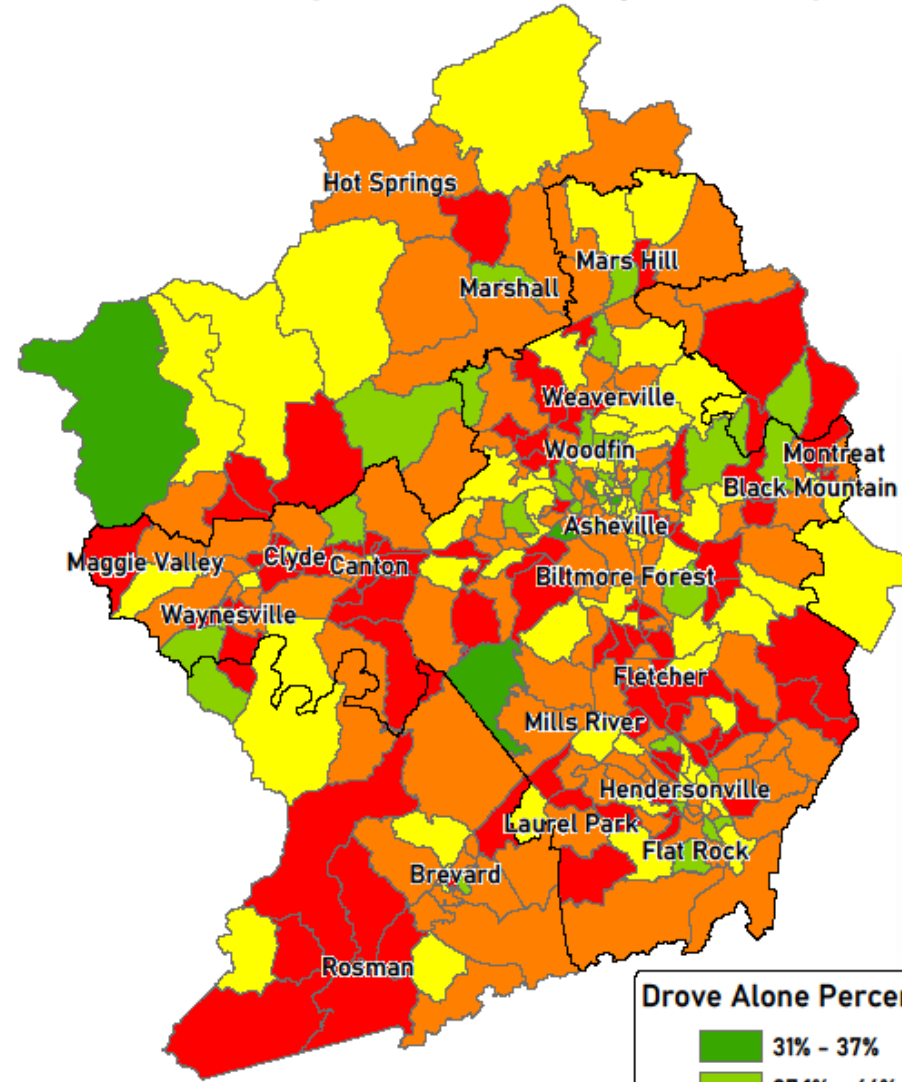 Hot Springs
Mars Hill
Marshall
Weaverville
Woodfin
Montreat
Black Mountain
Asheville
Maggie Valley
Clyde
Canton
Biltmore Forest
Waynesville
Fletcher
Mills River
Hendersonville
Laurel Park
Flat Rock
Brevard
Rosman
Drove Alone Percen
31% - 37%